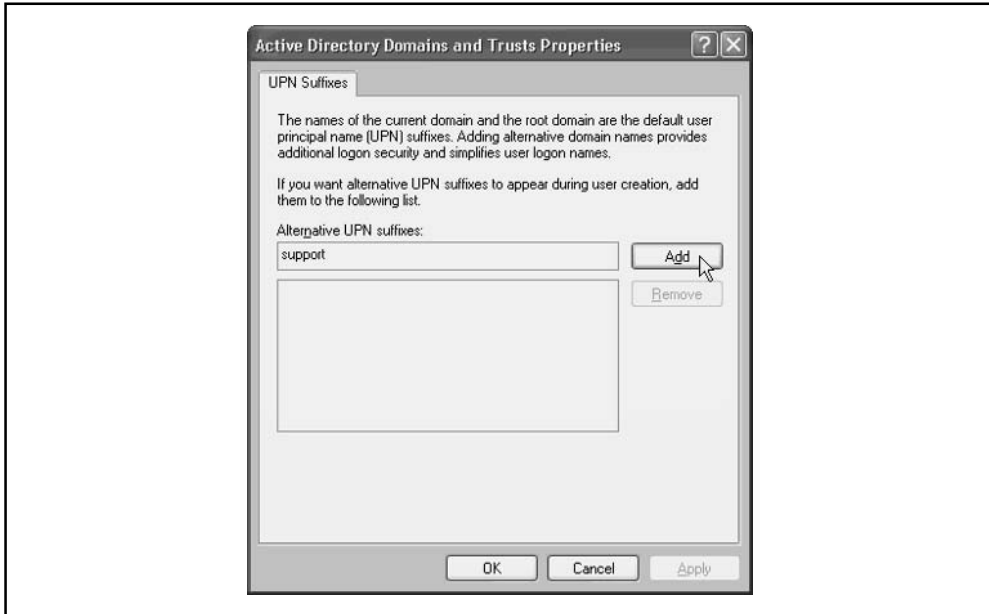 Active Directory Domains and Trusts Properties
UPN Suffixes
The names of the current domain and the root domain are the default user
principal name (UPN) suffixes. Adding alternative domain names provides
additional logon security and simplifies user logon names.
If you want alternative UPN suffixes to appear during user creation, add
them to the following list.
Alternative UPN suffixes:
support
Add
Remove
OK
Cancel
Apply